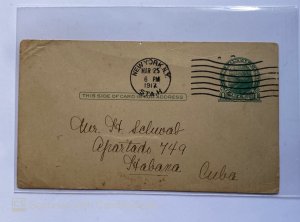 NEW YORK, N.Y.
MAR 25
6 PM
1912
STA. H
THIS SIDE OF CARD IS FOR ADDRESS
Mr. H. Schwab
Apartado 749
Habana
Cuba